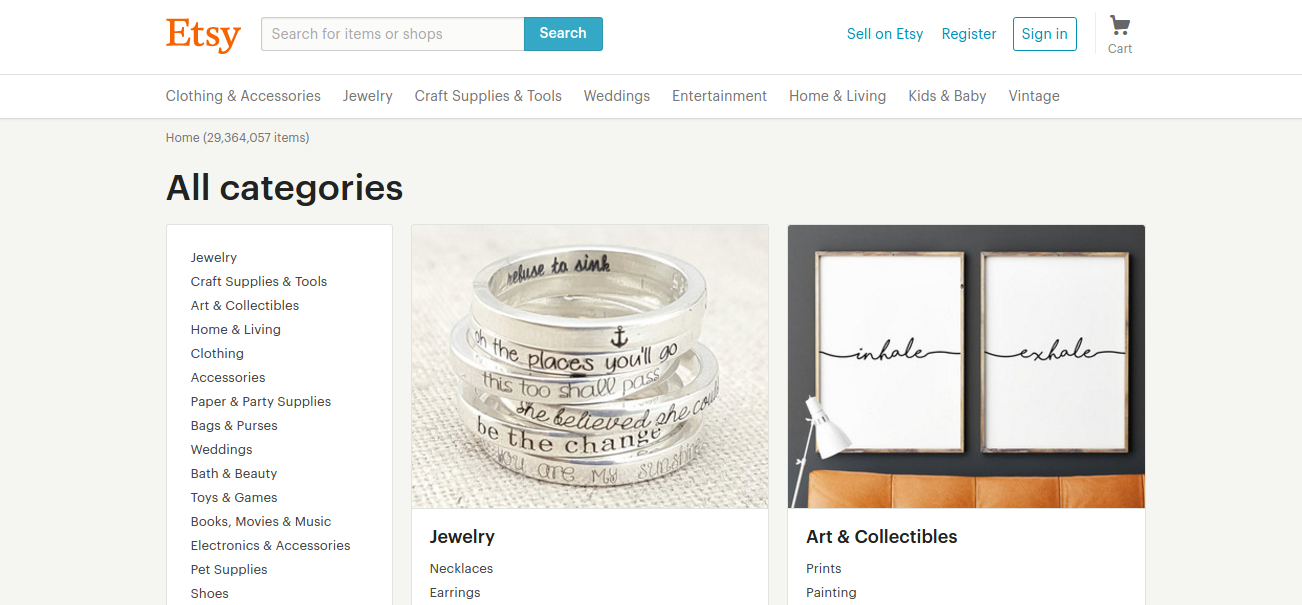 Etsy
Search for items or shops
Search
Sell on Etsy
Register
Sign in
Cart
Clothing & Accessories
Jewelry
Craft Supplies & Tools
Weddings
Entertainment
Home & Living
Kids & Baby
Vintage
Home (29,364,057 items)
All categories
Jewelry
Craft Supplies & Tools
Art & Collectibles
Home & Living
Clothing
Accessories
Paper & Party Supplies
Bags & Purses
Weddings
Bath & Beauty
Toys & Games
Books, Movies & Music
Electronics & Accessories
Pet Supplies
Shoes
refuse to sink
oh the places you'll go
this too shall pass
she believed she coul
be the change
you are my sunshine
Jewelry
Necklaces
Earrings
inhale
exhale
Art & Collectibles
Prints
Painting